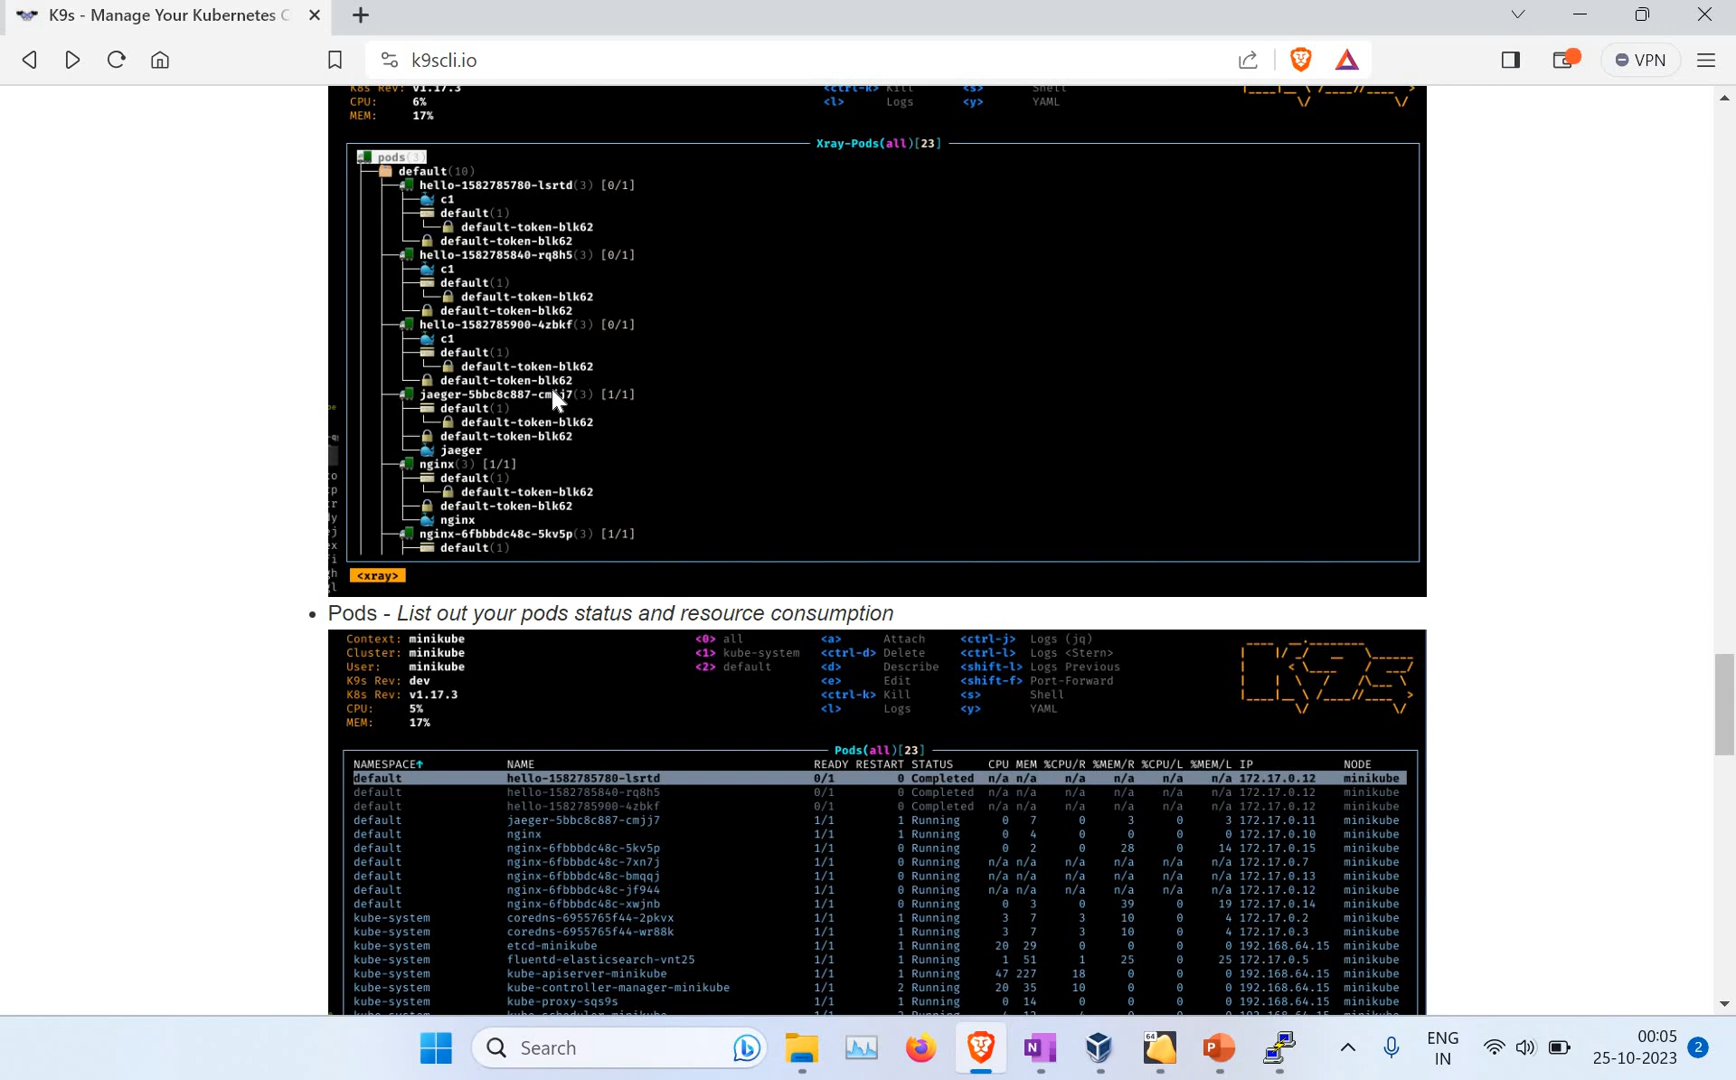 K9s - Manage Your Kubernetes C
k9scli.io
VPN
K8s Rev: v1.17.3 <ctrl-k> Kill <s> Shell
CPU: 6% <l> Logs <y> YAML
MEM: 17%
Xray-Pods(all)[23]
pods(3)
default(10)
hello-1582785780-lsrtd(3) [0/1]
c1
default(1)
default-token-blk62
default-token-blk62
hello-1582785840-rq8h5(3) [0/1]
c1
default(1)
default-token-blk62
default-token-blk62
hello-1582785900-4zbkf(3) [0/1]
c1
default(1)
default-token-blk62
default-token-blk62
jaeger-5bbc8c887-cmjj7(3) [1/1]
default(1)
default-token-blk62
default-token-blk62
jaeger
nginx(3) [1/1]
default(1)
default-token-blk62
default-token-blk62
nginx
nginx-6fbbbdc48c-5kv5p(3) [1/1]
default(1)
<xray>
• Pods - List out your pods status and resource consumption
Context: minikube <0> all <a> Attach <ctrl-j> Logs (jq)
Cluster: minikube <1> kube-system <ctrl-d> Delete <ctrl-l> Logs <Stern>
User: minikube <2> default <d> Describe <shift-l> Logs Previous
K9s Rev: dev <e> Edit <shift-f> Port-Forward
K8s Rev: v1.17.3 <ctrl-k> Kill <s> Shell
CPU: 5% <l> Logs <y> YAML
MEM: 17%
Pods(all)[23]
NAMESPACE↑ NAME READY RESTART STATUS CPU MEM %CPU/R %MEM/R %CPU/L %MEM/L IP NODE
default hello-1582785780-lsrtd 0/1 0 Completed n/a n/a n/a n/a n/a n/a 172.17.0.12 minikube
default hello-1582785840-rq8h5 0/1 0 Completed n/a n/a n/a n/a n/a n/a 172.17.0.12 minikube
default hello-1582785900-4zbkf 0/1 0 Completed n/a n/a n/a n/a n/a n/a 172.17.0.12 minikube
default jaeger-5bbc8c887-cmjj7 1/1 1 Running 0 7 0 3 0 3 172.17.0.11 minikube
default nginx 1/1 1 Running 0 4 0 0 0 0 172.17.0.10 minikube
default nginx-6fbbbdc48c-5kv5p 1/1 0 Running 0 2 0 28 0 14 172.17.0.15 minikube
default nginx-6fbbbdc48c-7xn7j 1/1 0 Running n/a n/a n/a n/a n/a n/a 172.17.0.7 minikube
default nginx-6fbbbdc48c-bmqqj 1/1 0 Running n/a n/a n/a n/a n/a n/a 172.17.0.13 minikube
default nginx-6fbbbdc48c-jf944 1/1 0 Running n/a n/a n/a n/a n/a n/a 172.17.0.12 minikube
default nginx-6fbbbdc48c-xwjnb 1/1 0 Running 0 3 0 39 0 19 172.17.0.14 minikube
kube-system coredns-6955765f44-2pkvx 1/1 1 Running 3 7 3 10 0 4 172.17.0.2 minikube
kube-system coredns-6955765f44-wr88k 1/1 1 Running 3 7 3 10 0 4 172.17.0.3 minikube
kube-system etcd-minikube 1/1 1 Running 20 29 0 0 0 0 192.168.64.15 minikube
kube-system fluentd-elasticsearch-vnt25 1/1 1 Running 1 51 1 25 0 25 172.17.0.5 minikube
kube-system kube-apiserver-minikube 1/1 1 Running 47 227 18 0 0 0 192.168.64.15 minikube
kube-system kube-controller-manager-minikube 1/1 2 Running 20 35 10 0 0 0 192.168.64.15 minikube
kube-system kube-proxy-sqs9s 1/1 1 Running 0 14 0 0 0 0 192.168.64.15 minikube
Search
64
ENG
IN
00:05
25-10-2023
2